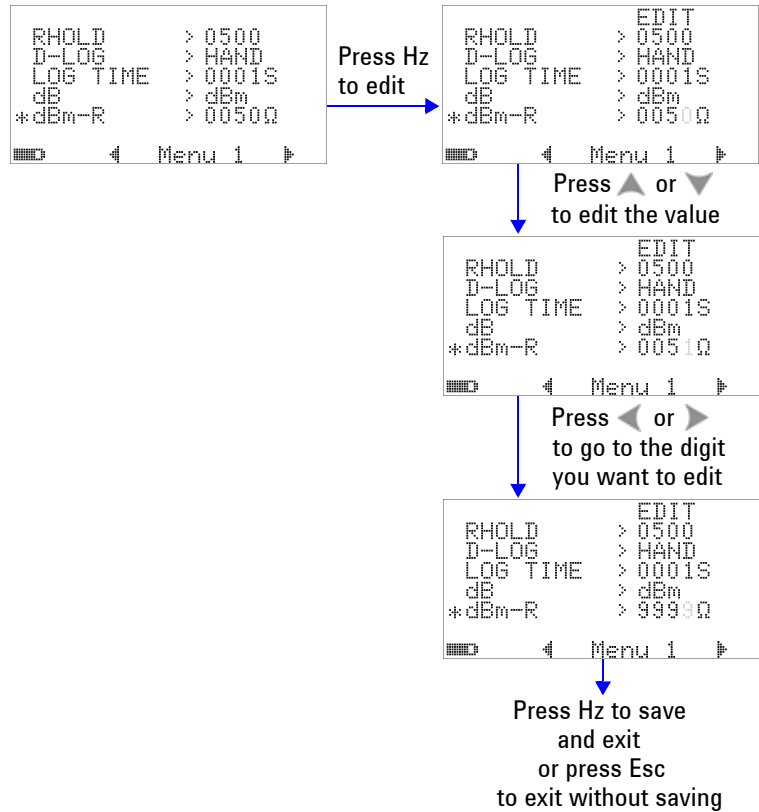 RHOLD > 0500
D-LOG > HAND
LOG TIME > 0001S
dB > dBm
*dBm-R > 0050Ω
Menu 1
Press Hz
to edit
EDIT
RHOLD > 0500
D-LOG > HAND
LOG TIME > 0001S
dB > dBm
*dBm-R > 0050Ω
Menu 1
Press ▲ or ▼
to edit the value
EDIT
RHOLD > 0500
D-LOG > HAND
LOG TIME > 0001S
dB > dBm
*dBm-R > 0051Ω
Menu 1
Press ◀ or ▶
to go to the digit
you want to edit
EDIT
RHOLD > 0500
D-LOG > HAND
LOG TIME > 0001S
dB > dBm
*dBm-R > 9999Ω
Menu 1
Press Hz to save
and exit
or press Esc
to exit without saving